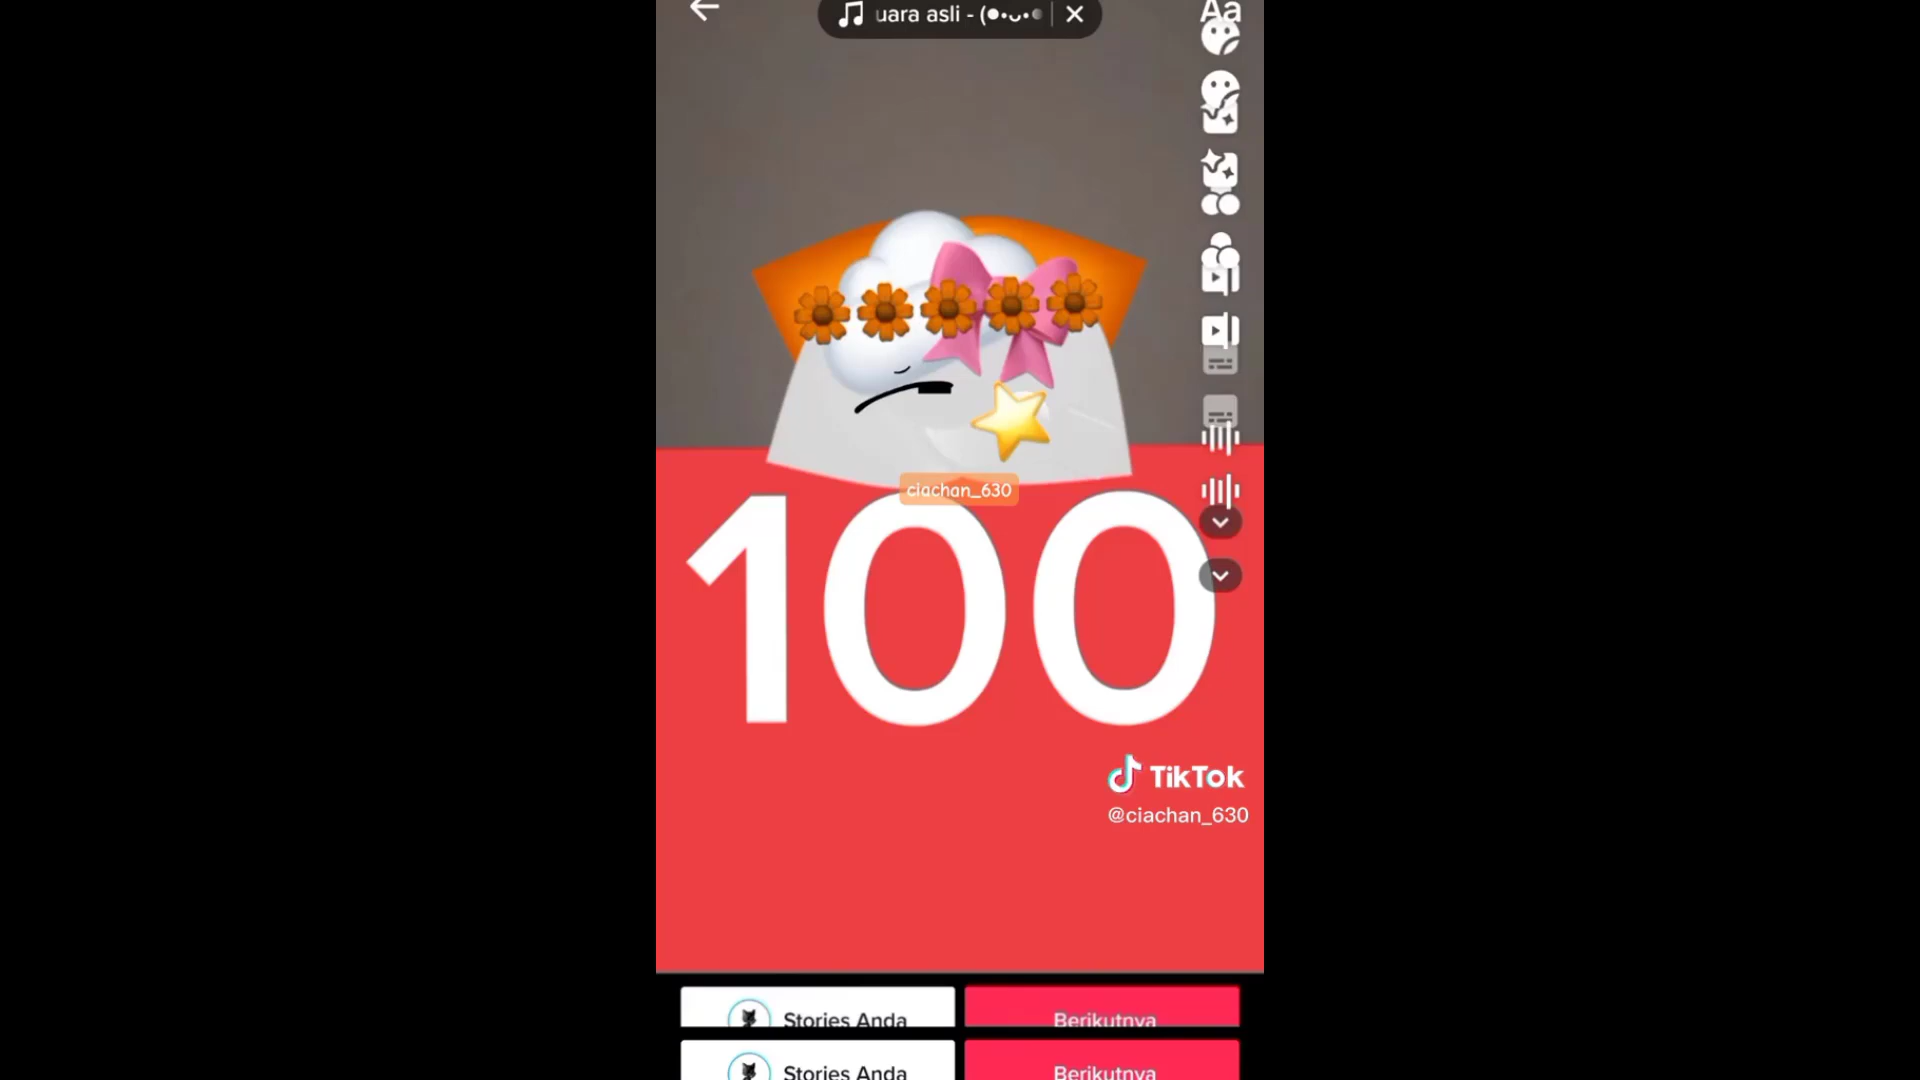 uara asli - (●•ᴗ•●
Aa
ciachan_630
100
TikTok
@ciachan_630
Stories Anda
Berikutnya
Stories Anda
Berikutnya